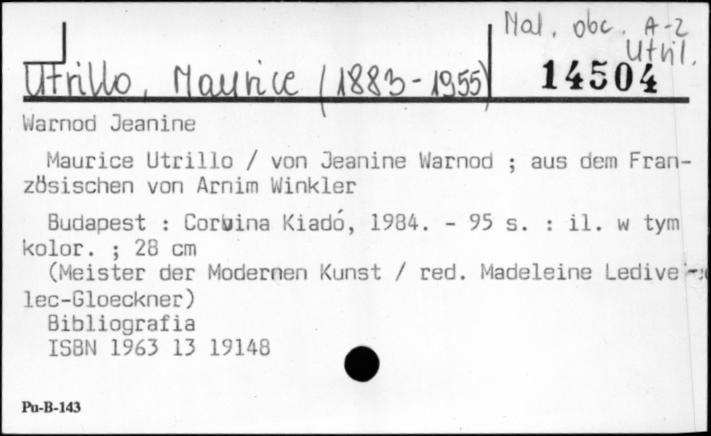 Mal. obc. A-Z
Utril.
Utrillo, Maurice (1883-1955)
14504
Warnod Jeanine
Maurice Utrillo / von Jeanine Warnod ; aus dem Fran-
zösischen von Arnim Winkler
Budapest : Corvina Kiadó, 1984. - 95 s. : il. w tym
kolor. ; 28 cm
(Meister der Modernen Kunst / red. Madeleine Ledive
lec-Gloeckner)
Bibliografia
ISBN 1963 13 19148
Pu-B-143